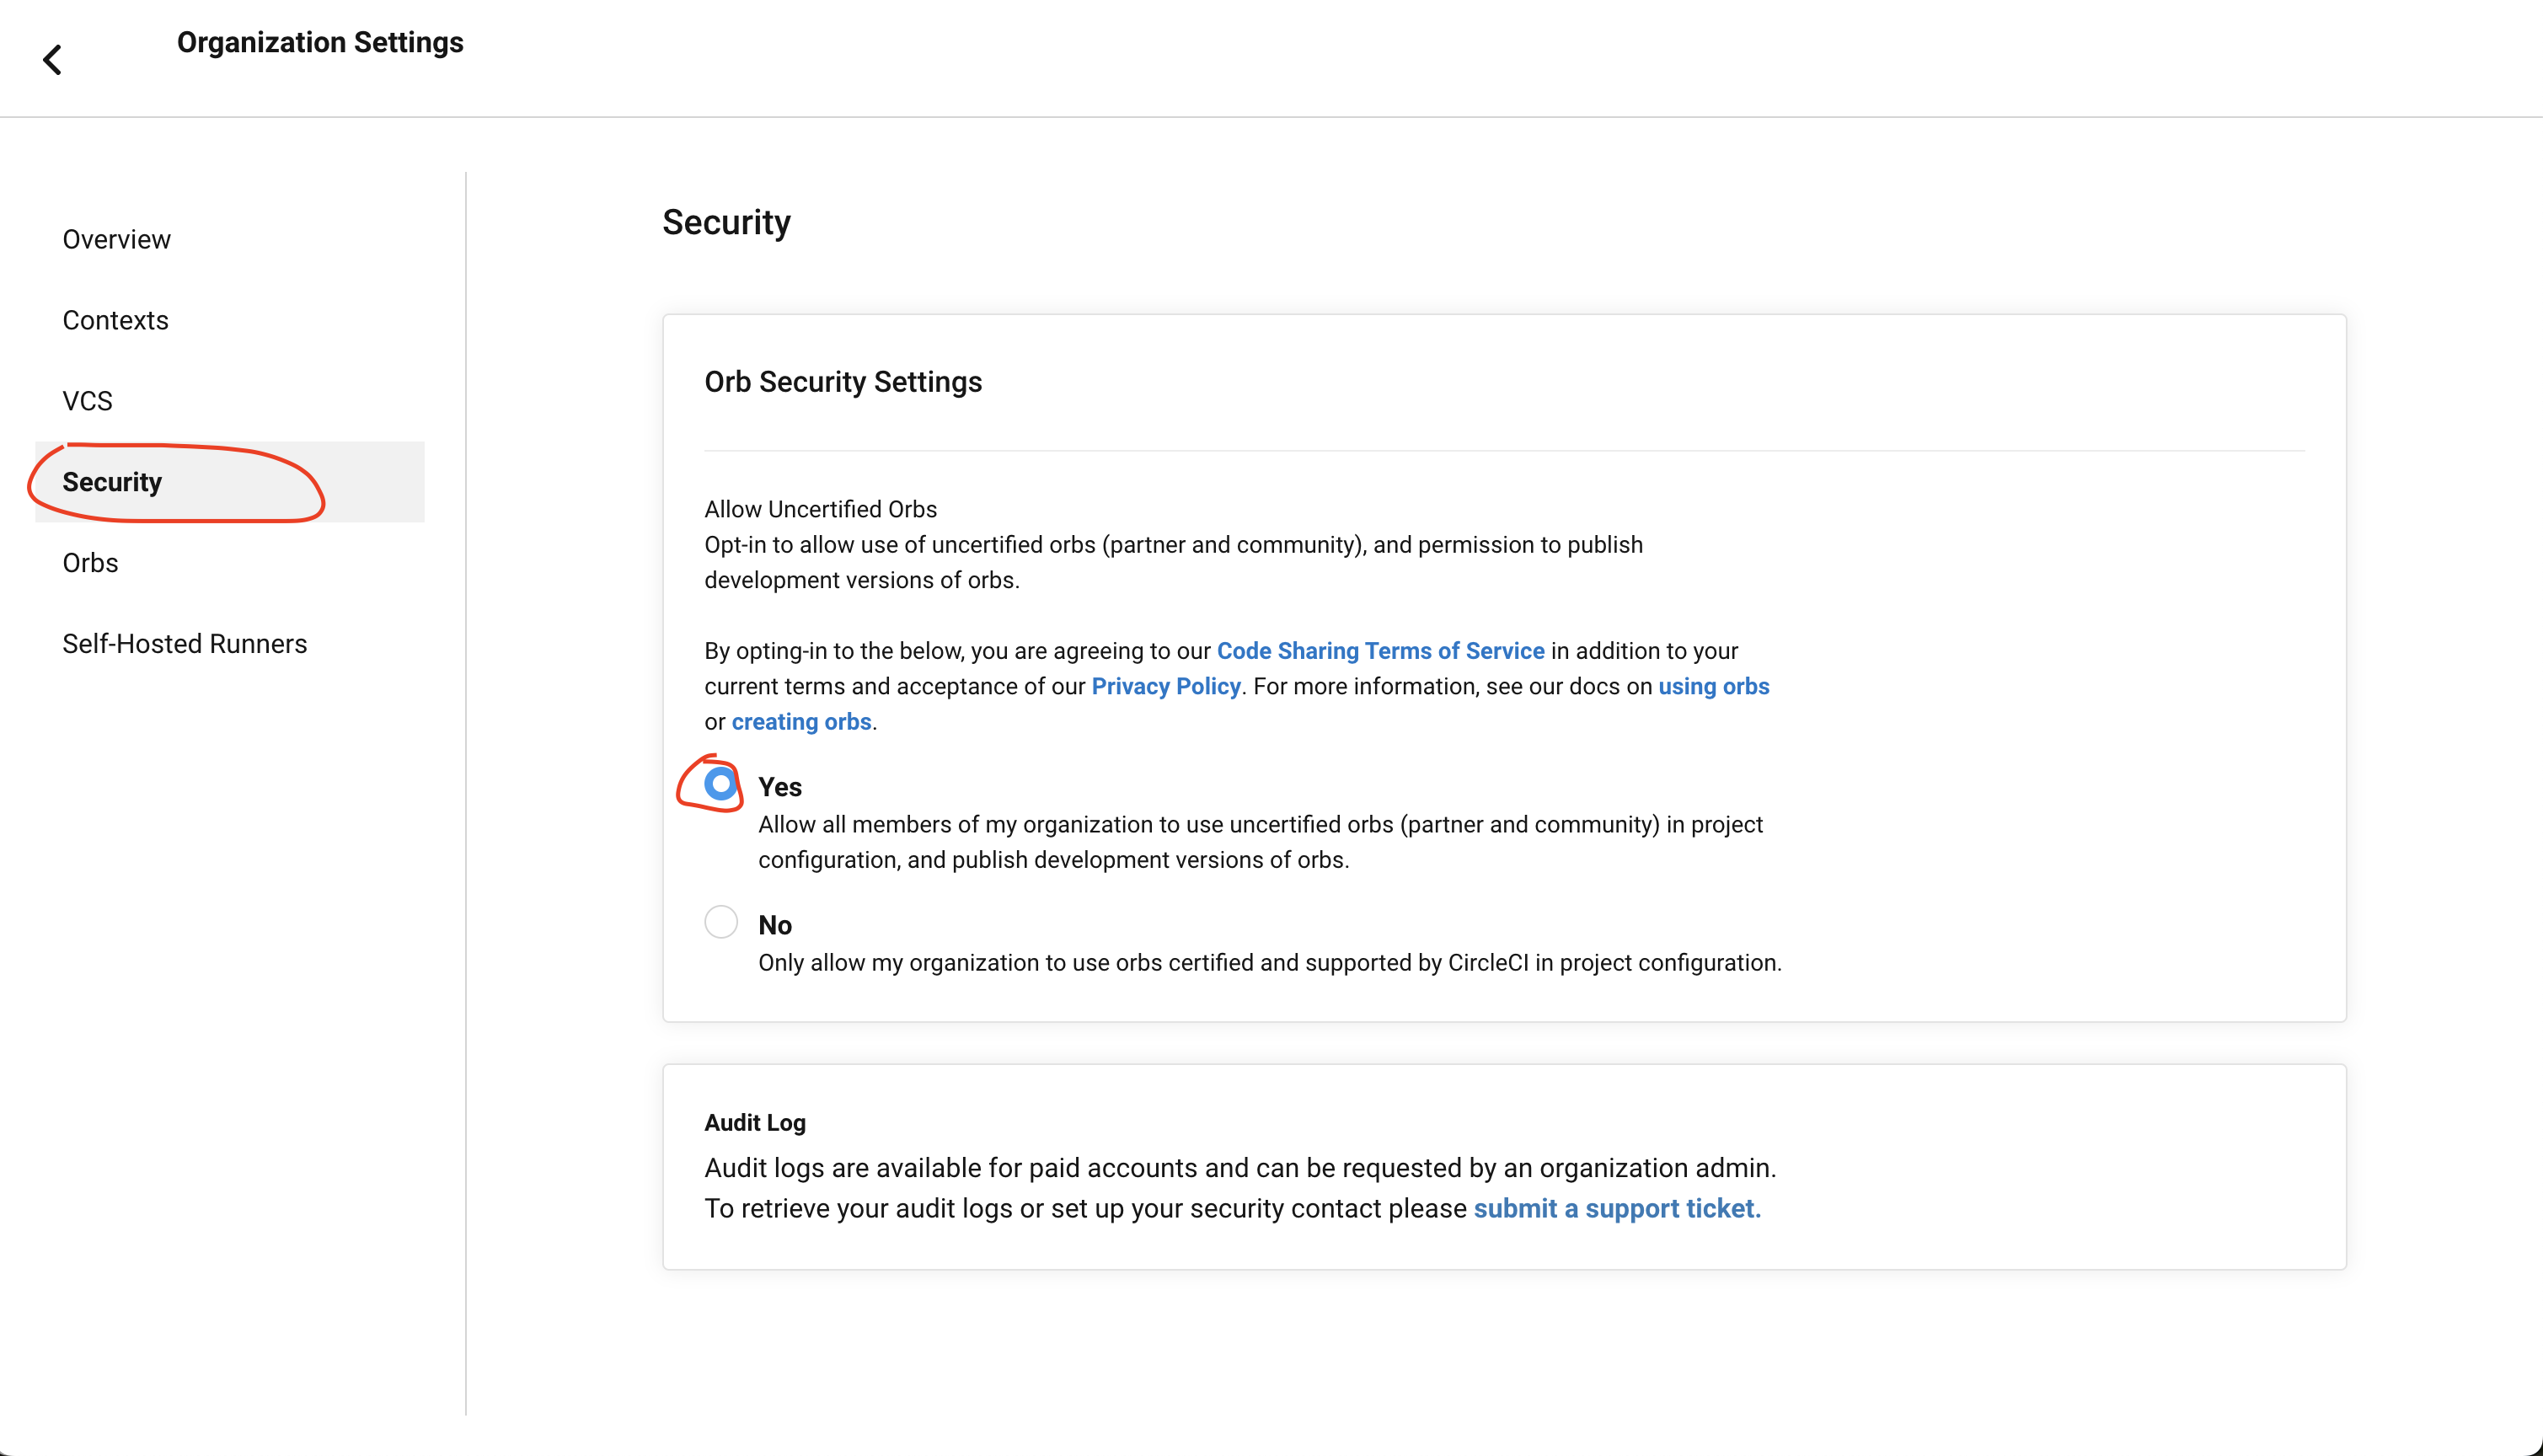 Organization Settings
Overview
Contexts
VCS
Security
Orbs
Self-Hosted Runners
Security
Orb Security Settings
Allow Uncertified Orbs
Opt-in to allow use of uncertified orbs (partner and community), and permission to publish
development versions of orbs.
By opting-in to the below, you are agreeing to our Code Sharing Terms of Service in addition to your
current terms and acceptance of our Privacy Policy. For more information, see our docs on using orbs
or creating orbs.
Yes
Allow all members of my organization to use uncertified orbs (partner and community) in project
configuration, and publish development versions of orbs.
No
Only allow my organization to use orbs certified and supported by CircleCI in project configuration.
Audit Log
Audit logs are available for paid accounts and can be requested by an organization admin.
To retrieve your audit logs or set up your security contact please submit a support ticket.